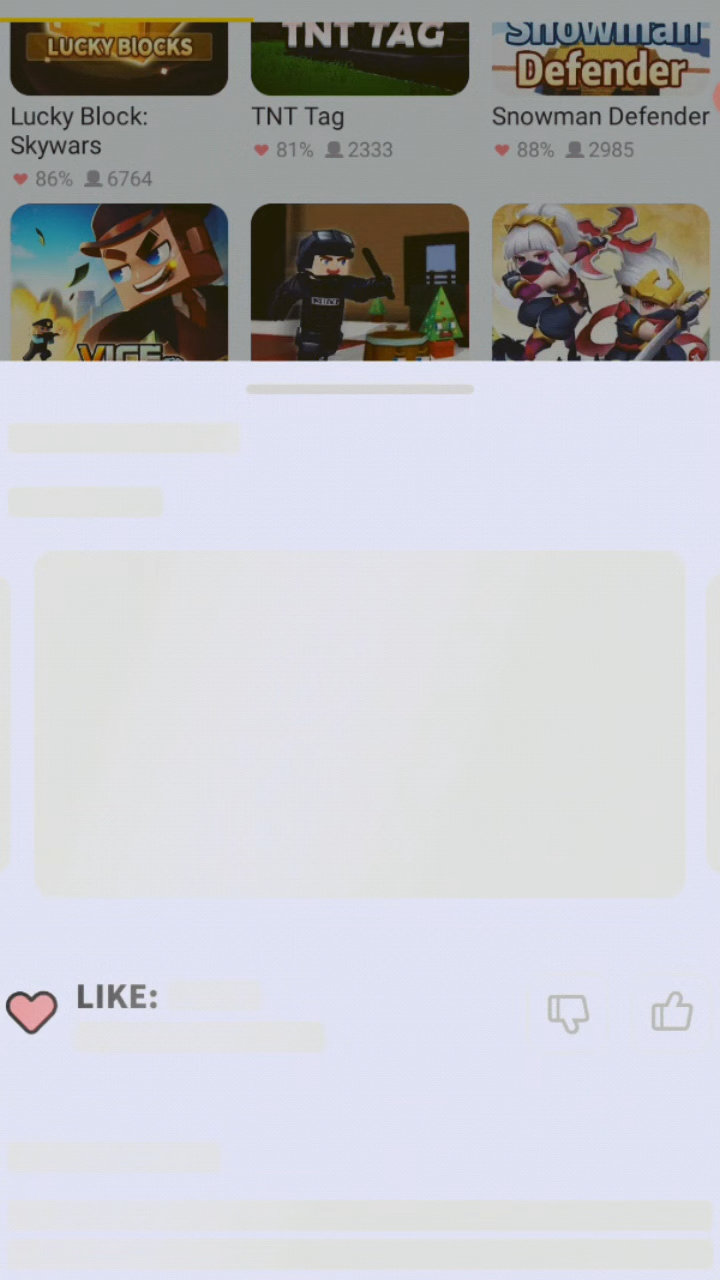 LUCKY BLOCKS
TNT TAG
Snowman
Defender
Lucky Block:
Skywars
86% 6764
TNT Tag
81% 2333
Snowman Defender
88% 2985
VICE
LIKE: